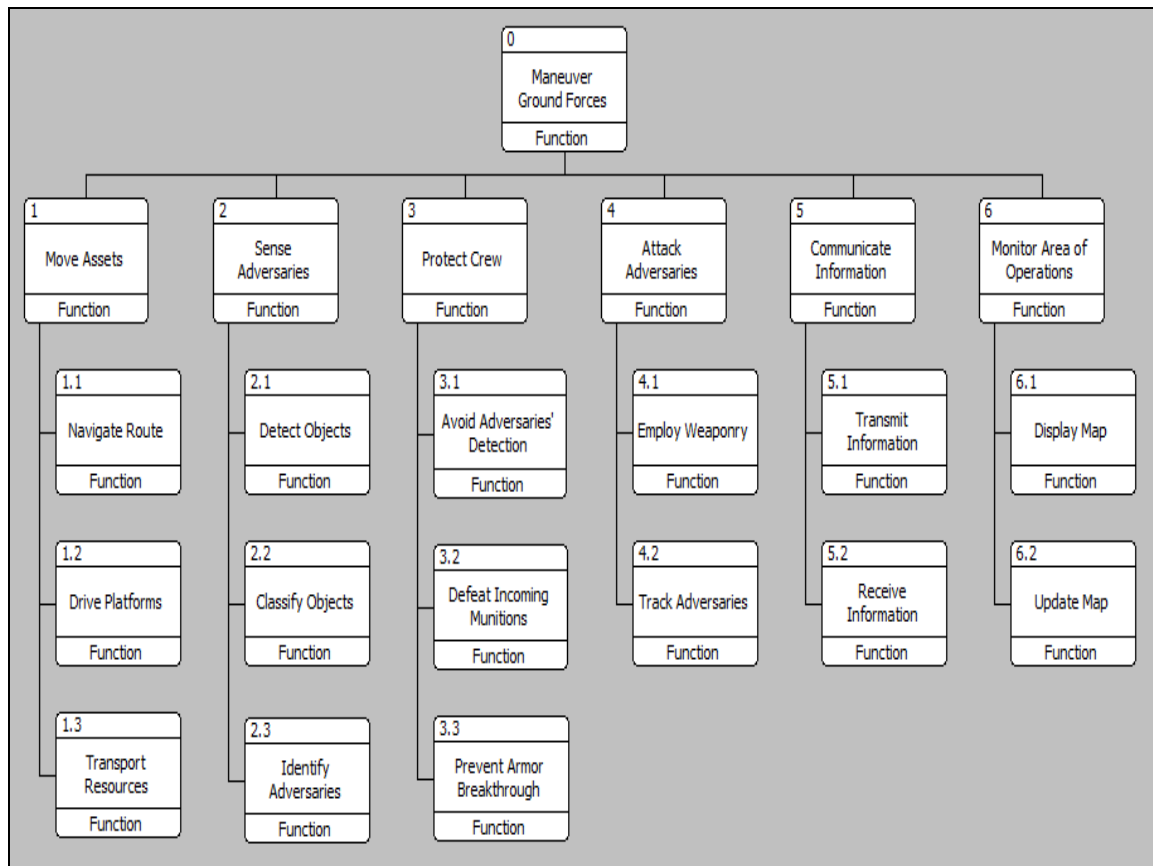 0
Maneuver
Ground Forces
Function
1
Move Assets
Function
2
Sense
Adversaries
Function
3
Protect Crew
Function
4
Attack
Adversaries
Function
5
Communicate
Information
Function
6
Monitor Area of
Operations
Function
1.1
Navigate Route
Function
2.1
Detect Objects
Function
3.1
Avoid Adversaries'
Detection
Function
4.1
Employ Weaponry
Function
5.1
Transmit
Information
Function
6.1
Display Map
Function
1.2
Drive Platforms
Function
2.2
Classify Objects
Function
3.2
Defeat Incoming
Munitions
Function
4.2
Track Adversaries
Function
5.2
Receive
Information
Function
6.2
Update Map
Function
1.3
Transport
Resources
Function
2.3
Identify
Adversaries
Function
3.3
Prevent Armor
Breakthrough
Function